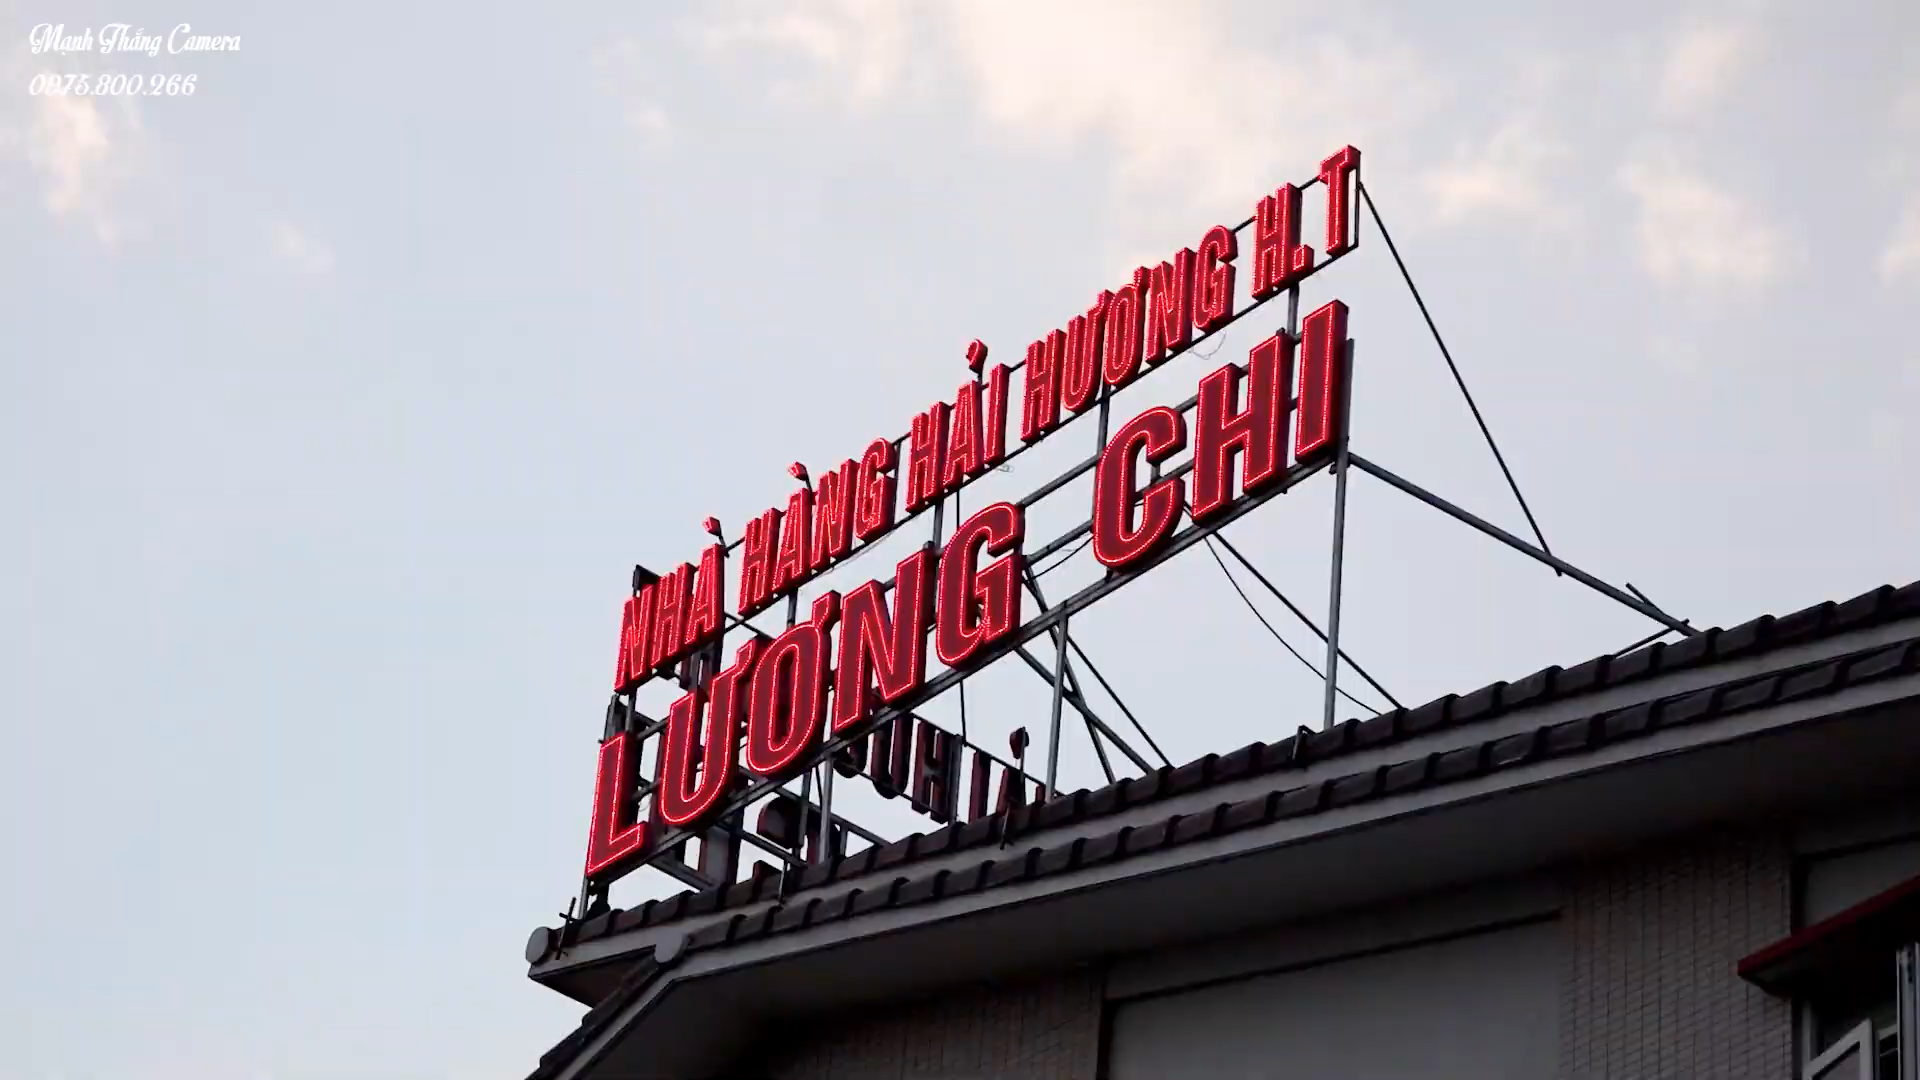 Mạnh Thắng Camera
0975.800.266
NHÀ HÀNG HẢI HƯƠNG H.T
LƯƠNG CHI